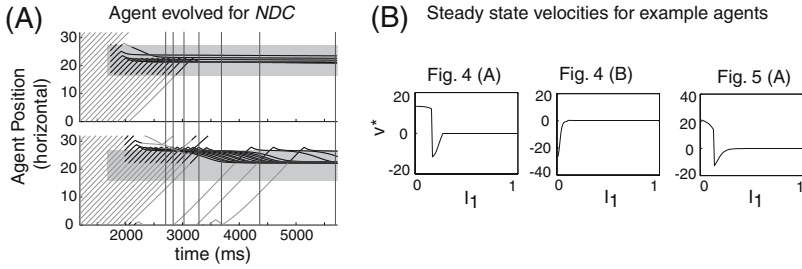 (A)
Agent evolved for NDC
Agent Position
(horizontal)
30
20
10
0
30
20
10
0
2000
3000
4000
5000
time (ms)
(B)
Steady state velocities for example agents
Fig. 4 (A)
v*
20
0
-20
0
1
I1
Fig. 4 (B)
20
0
-20
-40
0
1
I1
Fig. 5 (A)
40
20
0
-20
0
1
I1